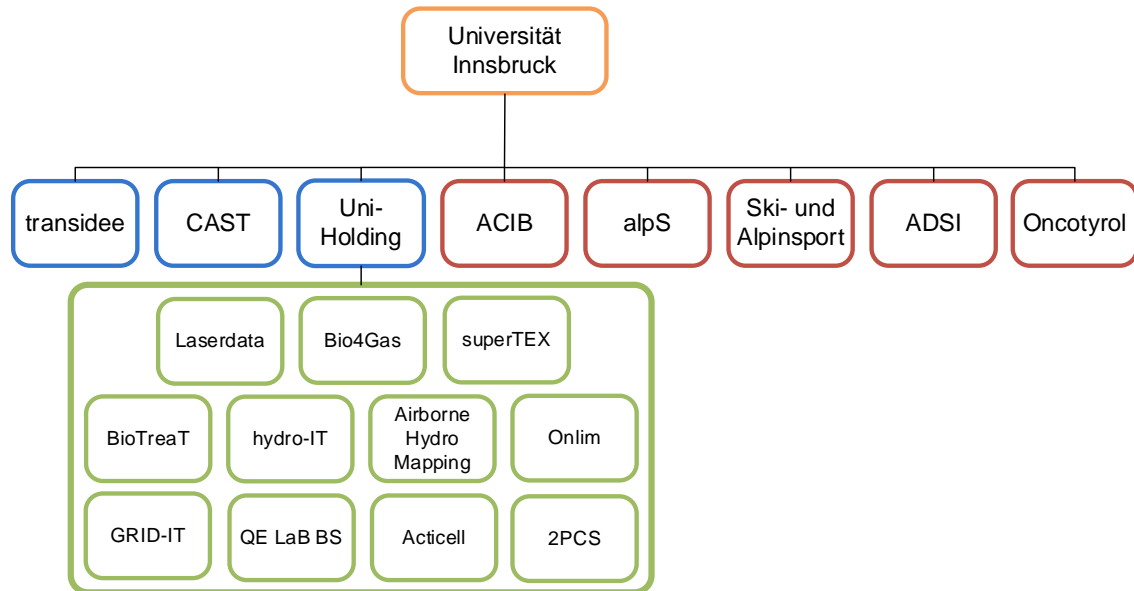 Universität
Innsbruck
transidee
CAST
Uni-
Holding
ACIB
alpS
Ski- und
Alpinsport
ADSI
Oncotyrol
Laserdata
Bio4Gas
superTEX
BioTreaT
hydro-IT
Airborne
Hydro
Mapping
Onlim
GRID-IT
QE LaB BS
Acticell
2PCS